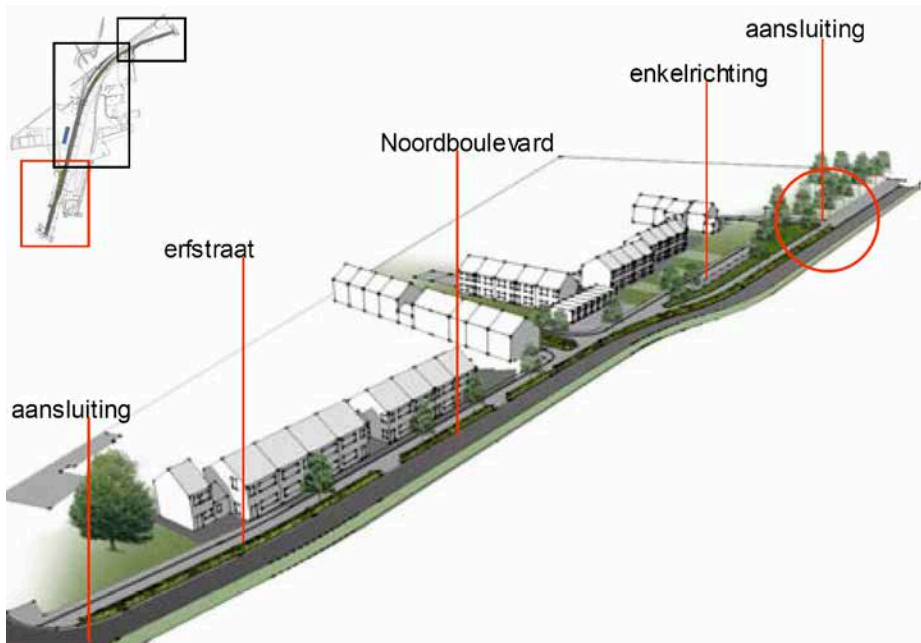 aansluiting
enkelrichting
Noordboulevard
erfstraat
aansluiting